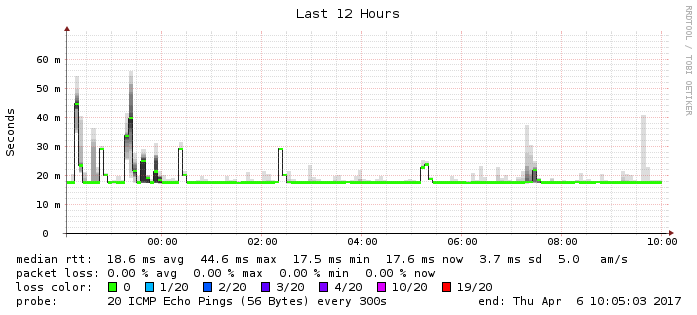 Last 12 Hours
RRDTOOL / TOBI OETIKER
Seconds
60 m
50 m
40 m
30 m
20 m
10 m
0
00:00 02:00 04:00 06:00 08:00 10:00
median rtt: 18.6 ms avg 44.6 ms max 17.5 ms min 17.6 ms now 3.7 ms sd 5.0 am/s
packet loss: 0.00 % avg 0.00 % max 0.00 % min 0.00 % now
loss color: 0 1/20 2/20 3/20 4/20 10/20 19/20
probe: 20 ICMP Echo Pings (56 Bytes) every 300s end: Thu Apr 6 10:05:03 2017